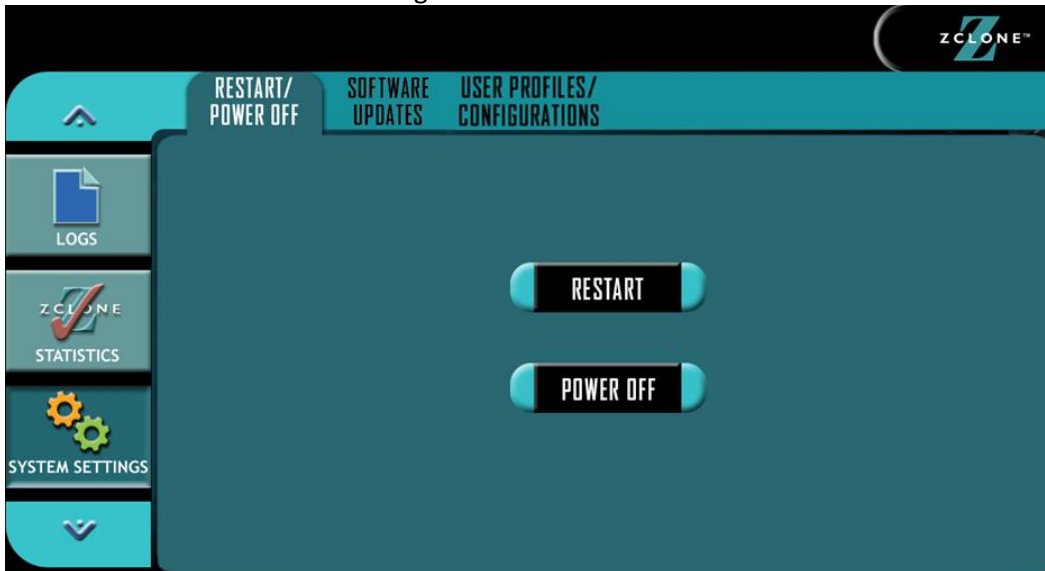 ZCLONE™
RESTART/
POWER OFF
SOFTWARE
UPDATES
USER PROFILES/
CONFIGURATIONS
LOGS
ZCLONE
STATISTICS
SYSTEM SETTINGS
RESTART
POWER OFF